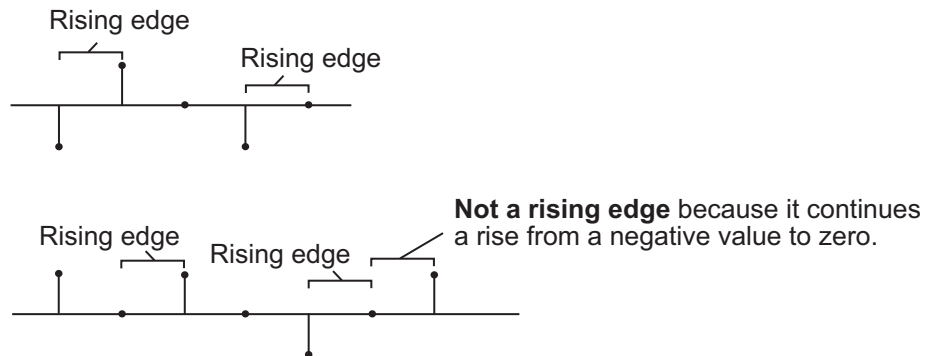 Rising edge
Rising edge
Not a rising edge because it continues
a rise from a negative value to zero.
Rising edge
Rising edge